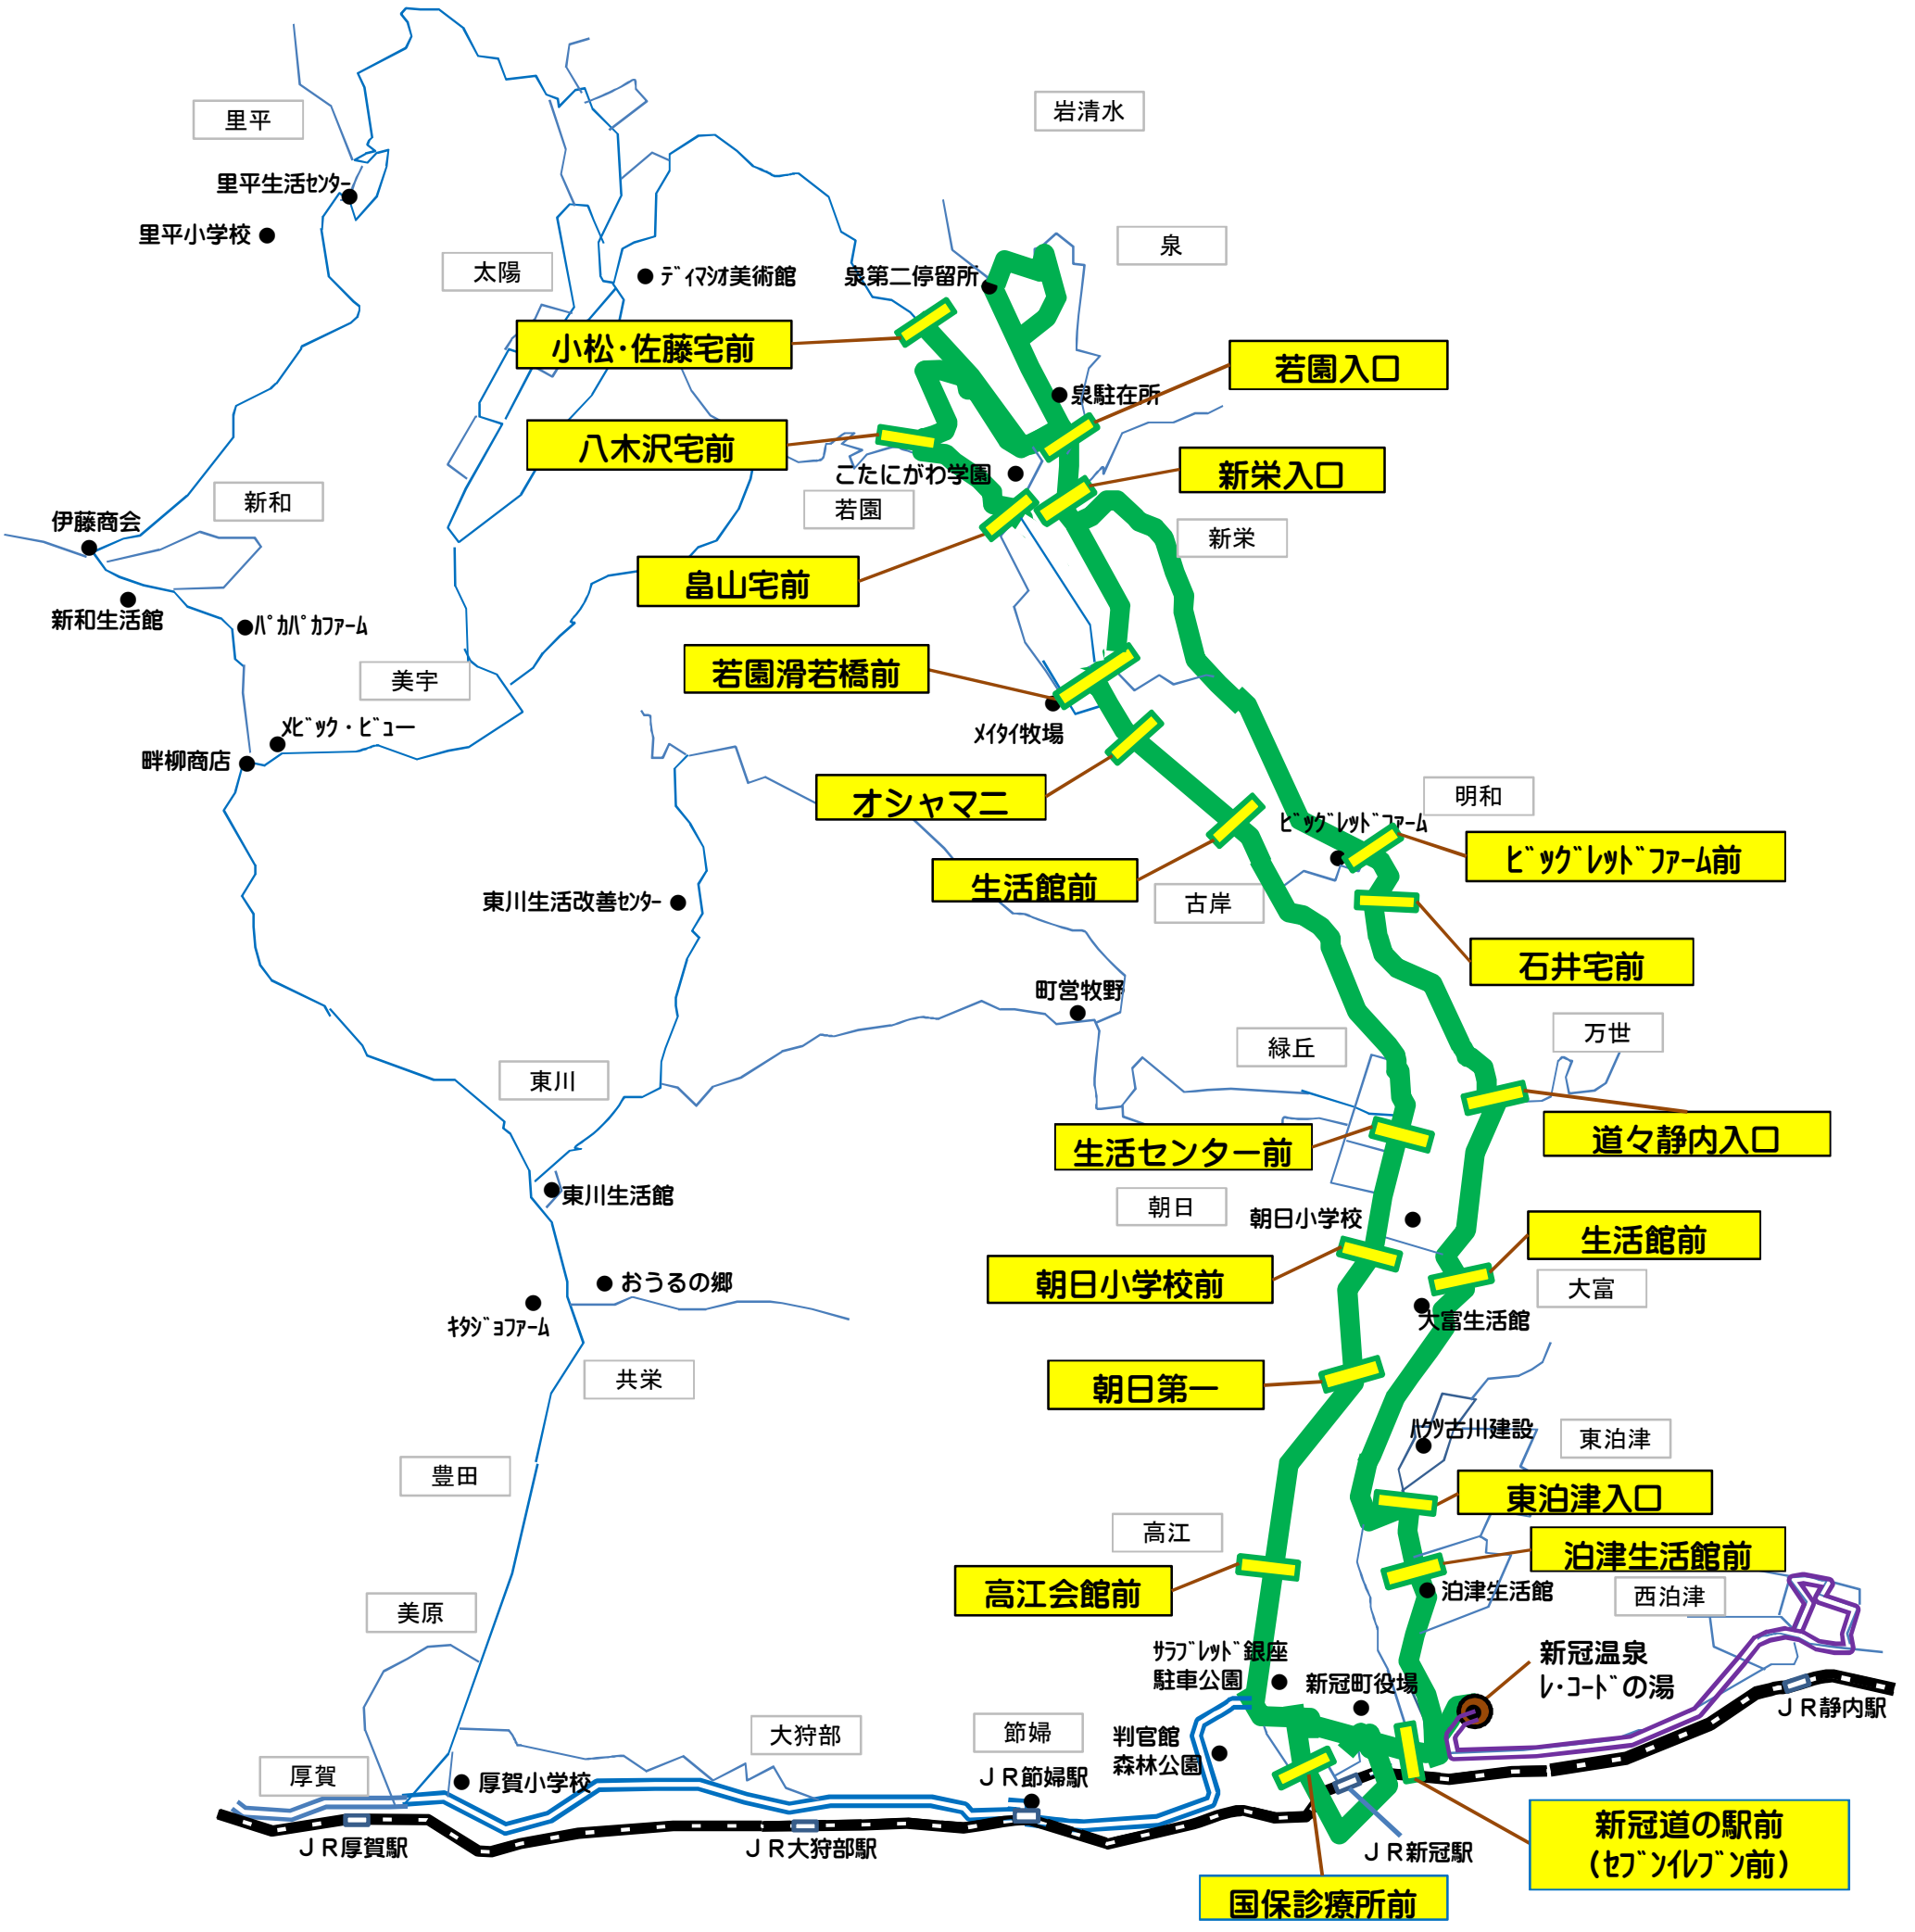 里平
岩清水
里平生活ｾﾝﾀｰ
里平小学校
泉
太陽
ﾃﾞｨﾏｼｵ美術館
泉第二停留所
小松･佐藤宅前
若園入口
泉駐在所
八木沢宅前
新栄入口
こたにがわ学園
新和
若園
伊藤商会
新栄
畠山宅前
新和生活館
ﾊﾟｶﾊﾟｶﾌｧｰﾑ
若園滑若橋前
美宇
ﾒﾋﾞｯｸ・ﾋﾞｭｰ
ﾒｲﾀｲ牧場
畔柳商店
オシャマニ
明和
ﾋﾞｯｸﾞﾚｯﾄﾞﾌｧｰﾑ
ﾋﾞｯｸﾞﾚｯﾄﾞﾌｧｰﾑ前
生活館前
東川生活改善ｾﾝﾀｰ
古岸
石井宅前
町営牧野
万世
緑丘
東川
道々静内入口
生活センター前
東川生活館
朝日
朝日小学校
生活館前
朝日小学校前
おうるの郷
大富
ｷﾀｼﾞｮﾌｧｰﾑ
大富生活館
共栄
朝日第一
ﾊｸﾂ古川建設
東泊津
豊田
東泊津入口
高江
泊津生活館前
高江会館前
泊津生活館
西泊津
美原
ｻﾗﾌﾞﾚｯﾄﾞ銀座
駐車公園
新冠町役場
新冠温泉
ﾚ･ｺｰﾄﾞの湯
ＪＲ静内駅
大狩部
節婦
判官館
森林公園
厚賀
厚賀小学校
ＪＲ節婦駅
ＪＲ厚賀駅
ＪＲ大狩部駅
ＪＲ新冠駅
新冠道の駅前
(ｾﾌﾞﾝｲﾚﾌﾞﾝ前)
国保診療所前